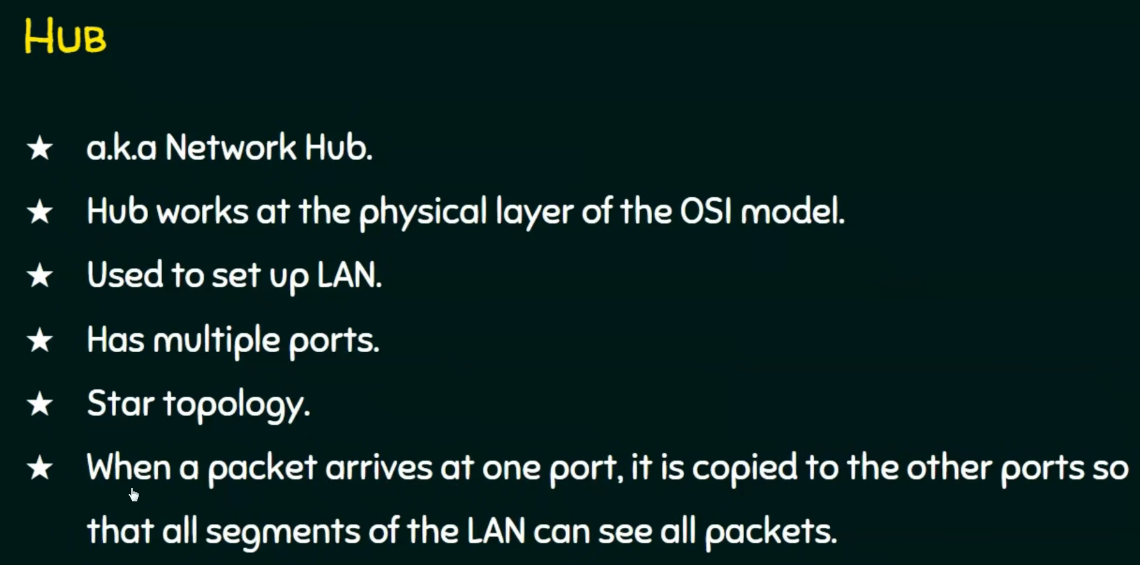 Hub
★ a.k.a Network Hub.
★ Hub works at the physical layer of the OSI model.
★ Used to set up LAN.
★ Has multiple ports.
★ Star topology.
★ When a packet arrives at one port, it is copied to the other ports so
that all segments of the LAN can see all packets.